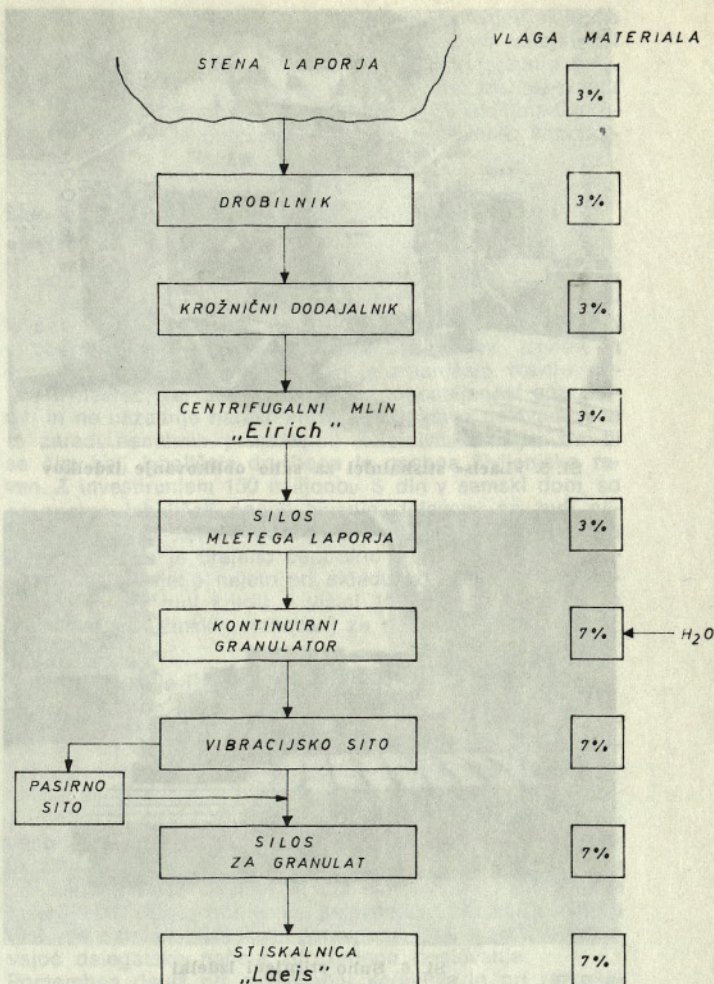 VLAGA MATERIALA
STENA LAPORJA
3%
DROBILNIK
3%
KROŽNIČNI DODAJALNIK
3%
CENTRIFUGALNI MLIN
„Eirich"
3%
SILOS
MLETEGA LAPORJA
3%
KONTINUIRNI
GRANULATOR
7%
H₂O
VIBRACIJSKO SITO
7%
PASIRNO
SITO
SILOS
ZA GRANULAT
7%
STISKALNICA
„Laeis"
7%